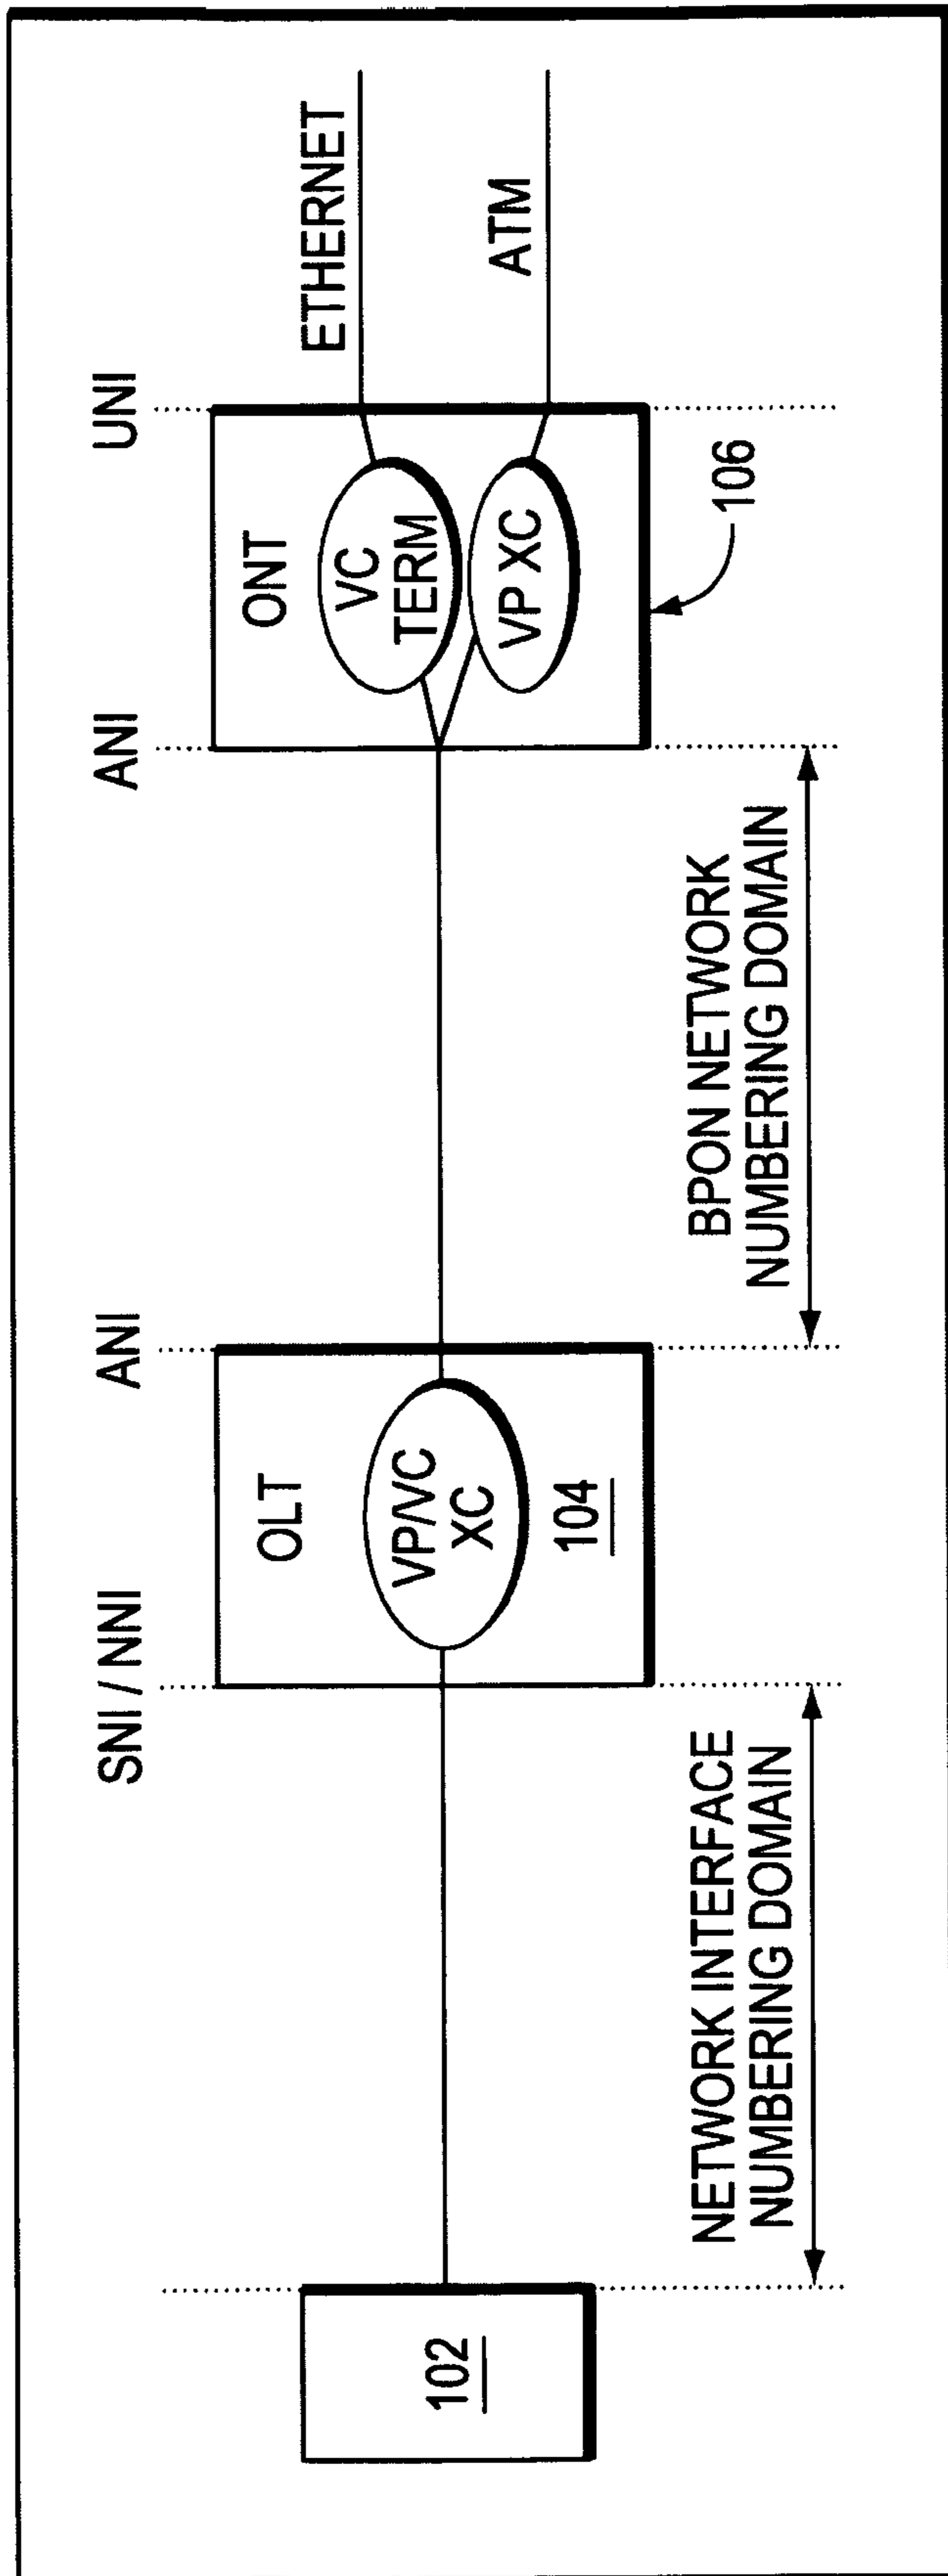 SNI / NNI
ANI
ANI
UNI
OLT
VP/VC
XC
104
ONT
VC
TERM
VP XC
ETHERNET
ATM
102
106
NETWORK INTERFACE
NUMBERING DOMAIN
BPON NETWORK
NUMBERING DOMAIN